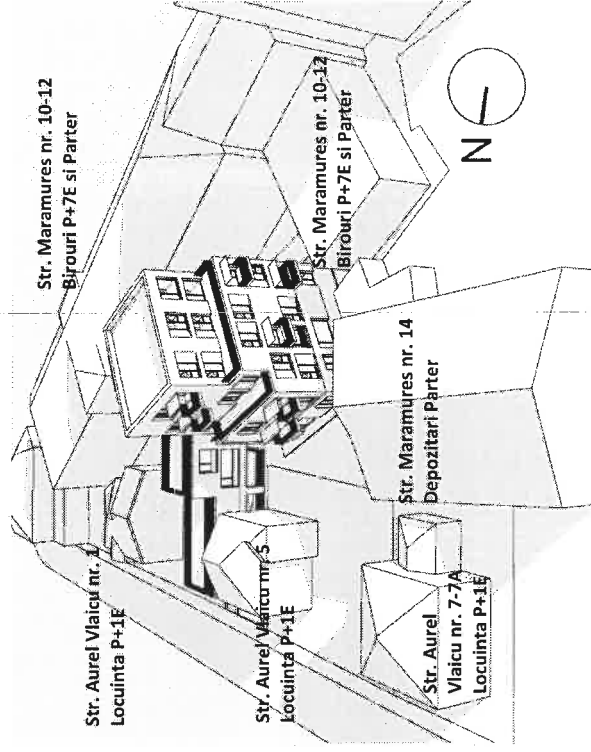 Str. Maramures nr. 10-12
Birouri P+7E si Parter
Str. Maramures nr. 10-12
Birouri P+7E si Parter
N
Str. Maramures nr. 14
Depozitari Parter
Str. Aurel Vlaicu nr. 1
Locuinta P+1E
Str. Aurel Vlaicu nr. 5
Locuinta P+1E
Str. Aurel
Vlaicu nr. 7-7A
Locuinta P+1E